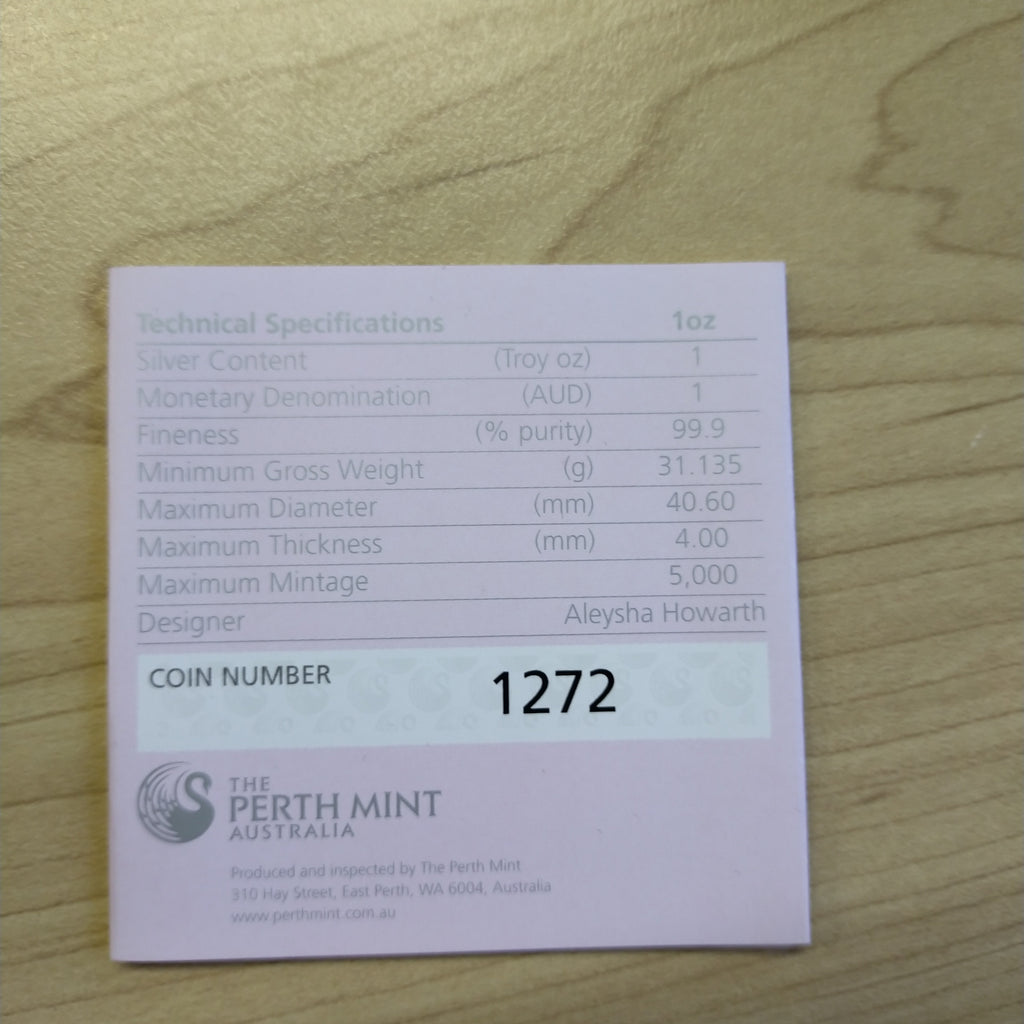 Technical Specifications 1oz
Silver Content (Troy oz) 1
Monetary Denomination (AUD) 1
Fineness (% purity) 99.9
Minimum Gross Weight (g) 31.135
Maximum Diameter (mm) 40.60
Maximum Thickness (mm) 4.00
Maximum Mintage 5,000
Designer Aleysha Howarth
COIN NUMBER 1272
THE
PERTH MINT
AUSTRALIA
Produced and inspected by The Perth Mint
310 Hay Street, East Perth, WA 6004, Australia
www.perthmint.com.au